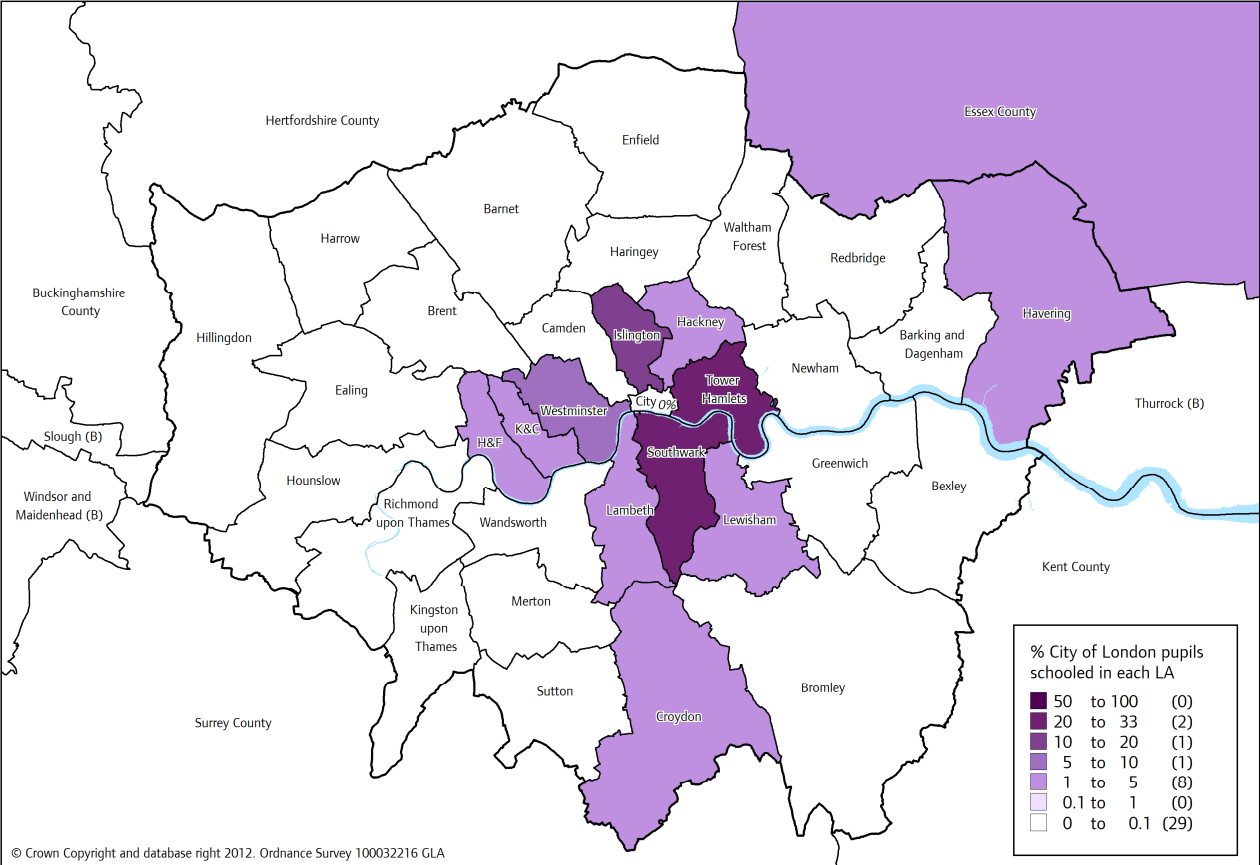 Essex County
Hertfordshire County
Enfield
Barnet
Waltham
Forest
Harrow
Haringey
Redbridge
Buckinghamshire
County
Brent
Hackney
Havering
Hillingdon
Camden
Islington
Barking and
Dagenham
Newham
Ealing
Tower
Hamlets
City 0%
Thurrock (B)
Westminster
K&C
Slough (B)
H&F
Southwark
Greenwich
Hounslow
Bexley
Windsor and
Maidenhead (B)
Richmond
upon Thames
Wandsworth
Lambeth
Lewisham
Kent County
Merton
Kingston
upon
Thames
Sutton
Bromley
Surrey County
Croydon
% City of London pupils
schooled in each LA
50 to 100 (0)
20 to 33 (2)
10 to 20 (1)
5 to 10 (1)
1 to 5 (8)
0.1 to 1 (0)
0 to 0.1 (29)
© Crown Copyright and database right 2012. Ordnance Survey 100032216 GLA